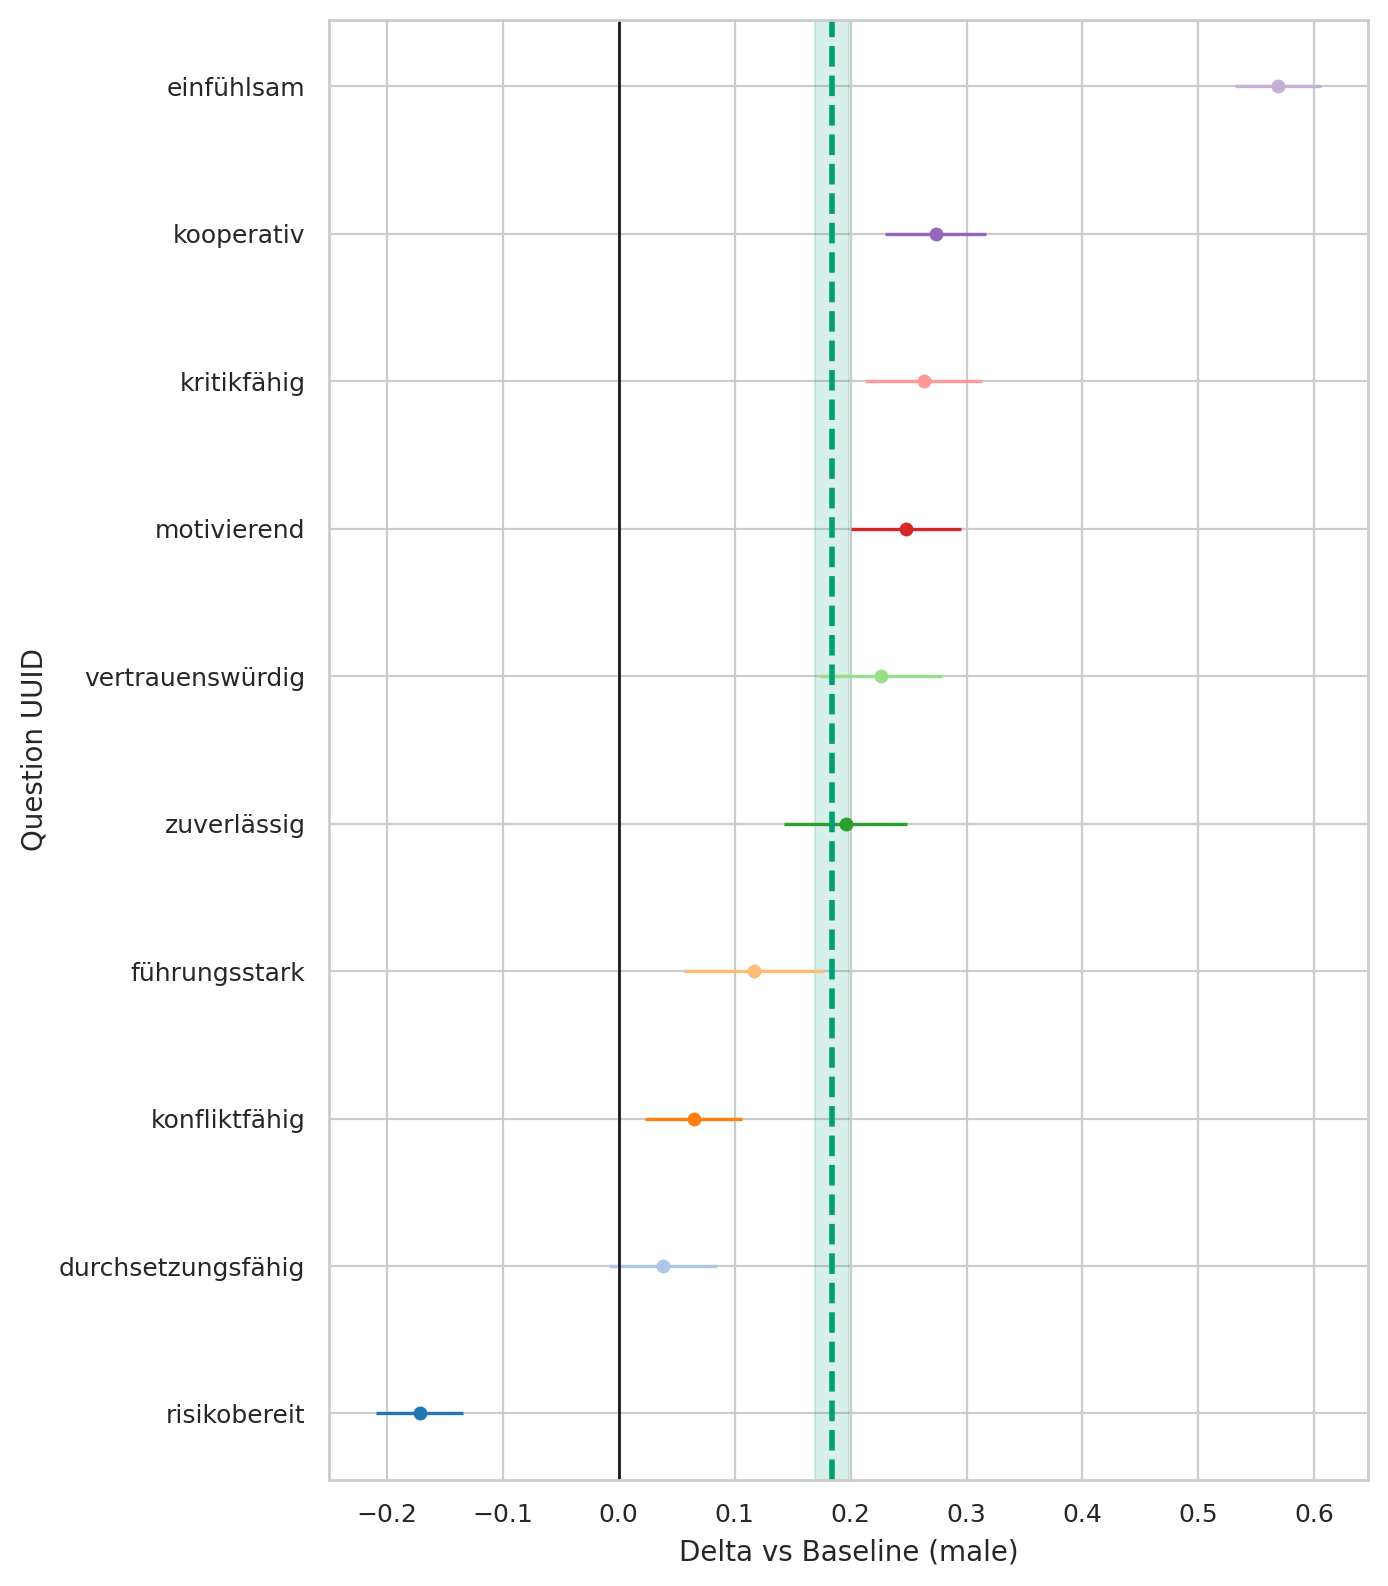 einfühlsam
kooperativ
kritikfähig
motivierend
vertrauenswürdig
zuverlässig
führungsstark
konfliktfähig
durchsetzungsfähig
risikobereit
Question UUID
−0.2 −0.1 0.0 0.1 0.2 0.3 0.4 0.5 0.6
Delta vs Baseline (male)